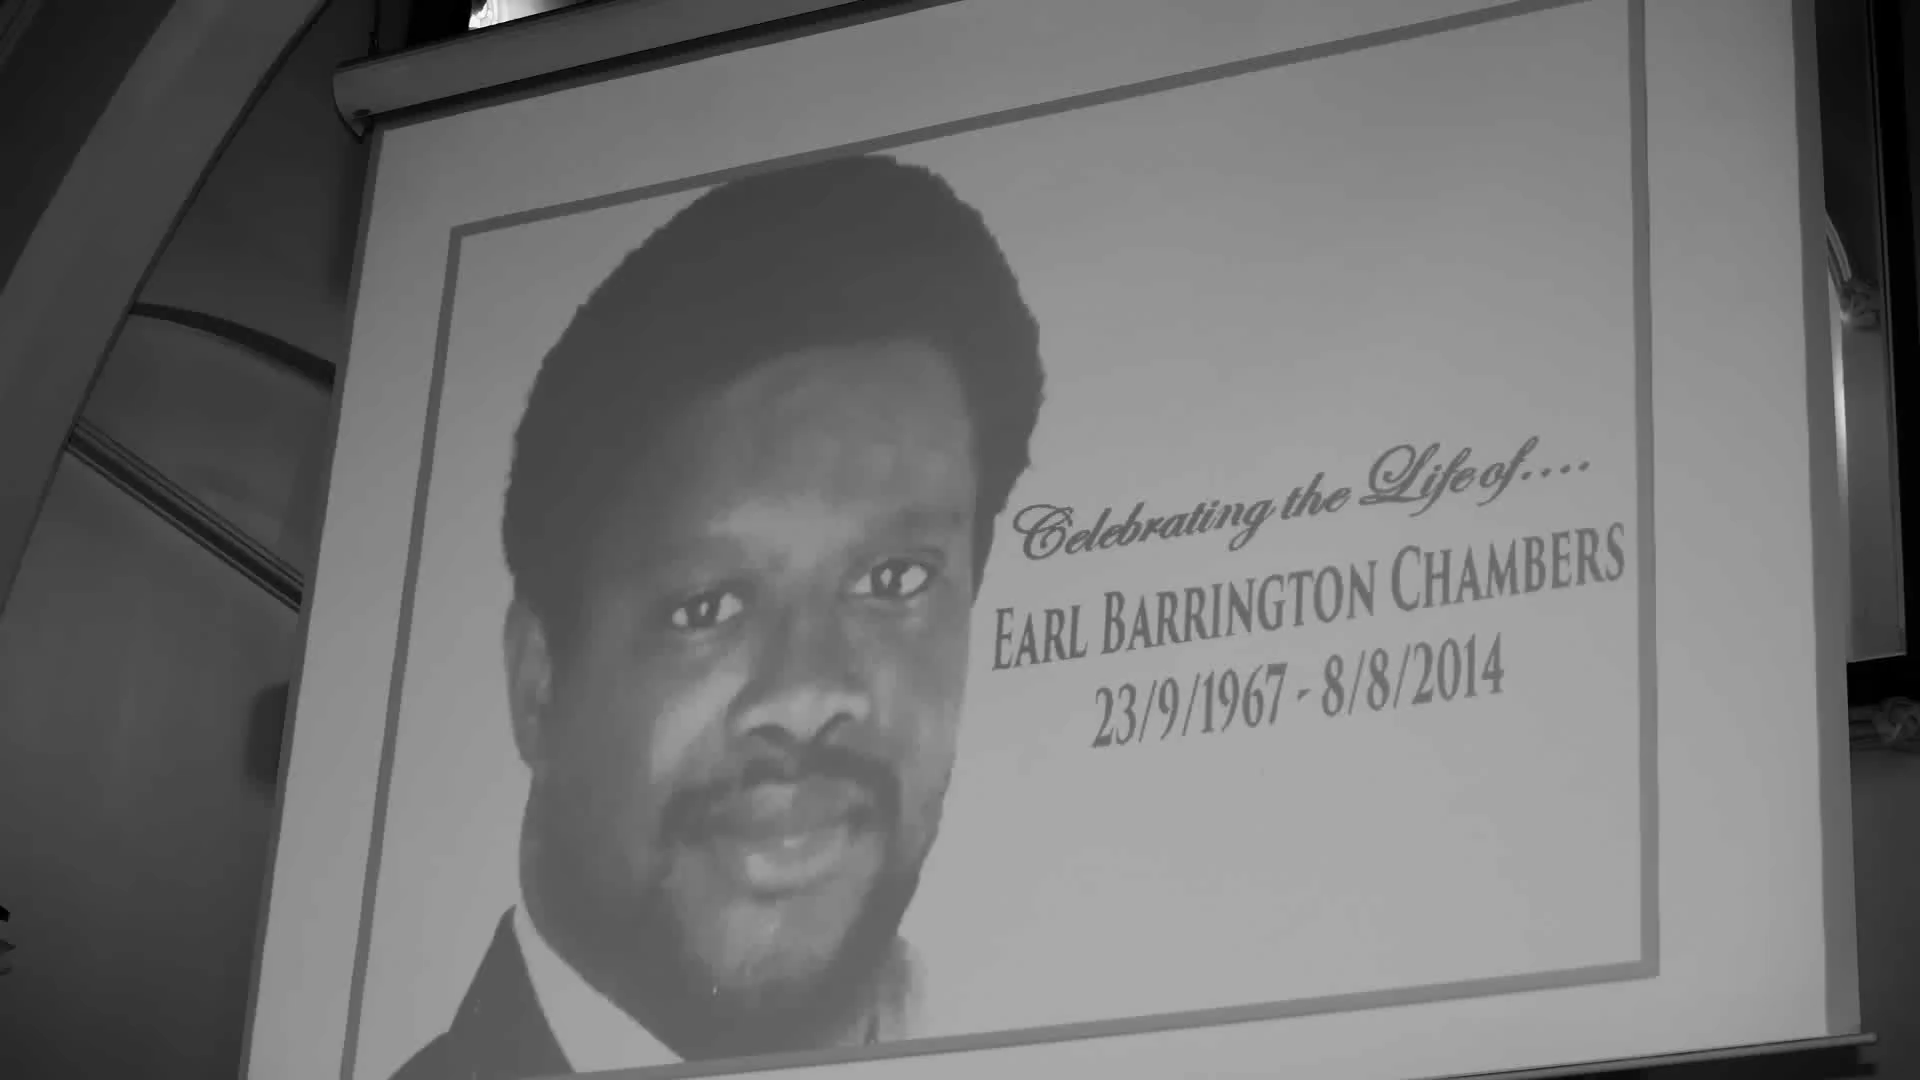 Celebrating the Life of....
EARL BARRINGTON CHAMBERS
23/9/1967 - 8/8/2014